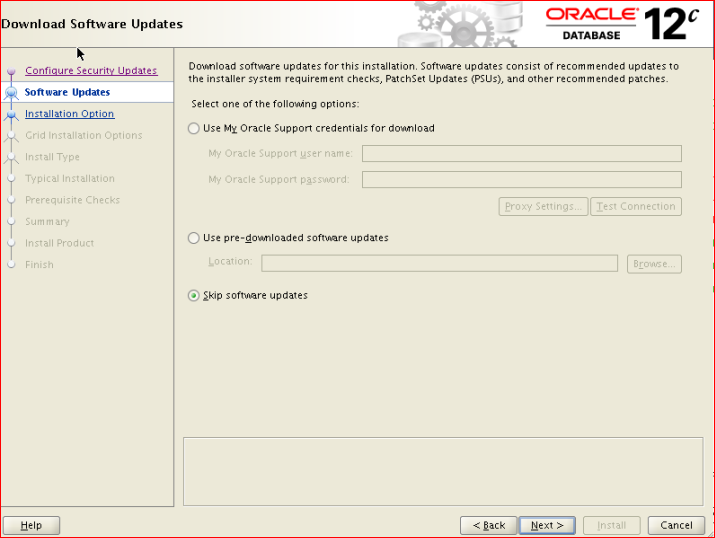 Download Software Updates
ORACLE
DATABASE
12c
Configure Security Updates
Software Updates
Installation Option
Grid Installation Options
Install Type
Typical Installation
Prerequisite Checks
Summary
Install Product
Finish
Download software updates for this installation. Software updates consist of recommended updates to
the installer system requirement checks, PatchSet Updates (PSUs), and other recommended patches.
Select one of the following options:
Use My Oracle Support credentials for download
My Oracle Support user name:
My Oracle Support password:
Proxy Settings... Test Connection
Use pre-downloaded software updates
Location: Browse...
Skip software updates
Help < Back Next > Install Cancel